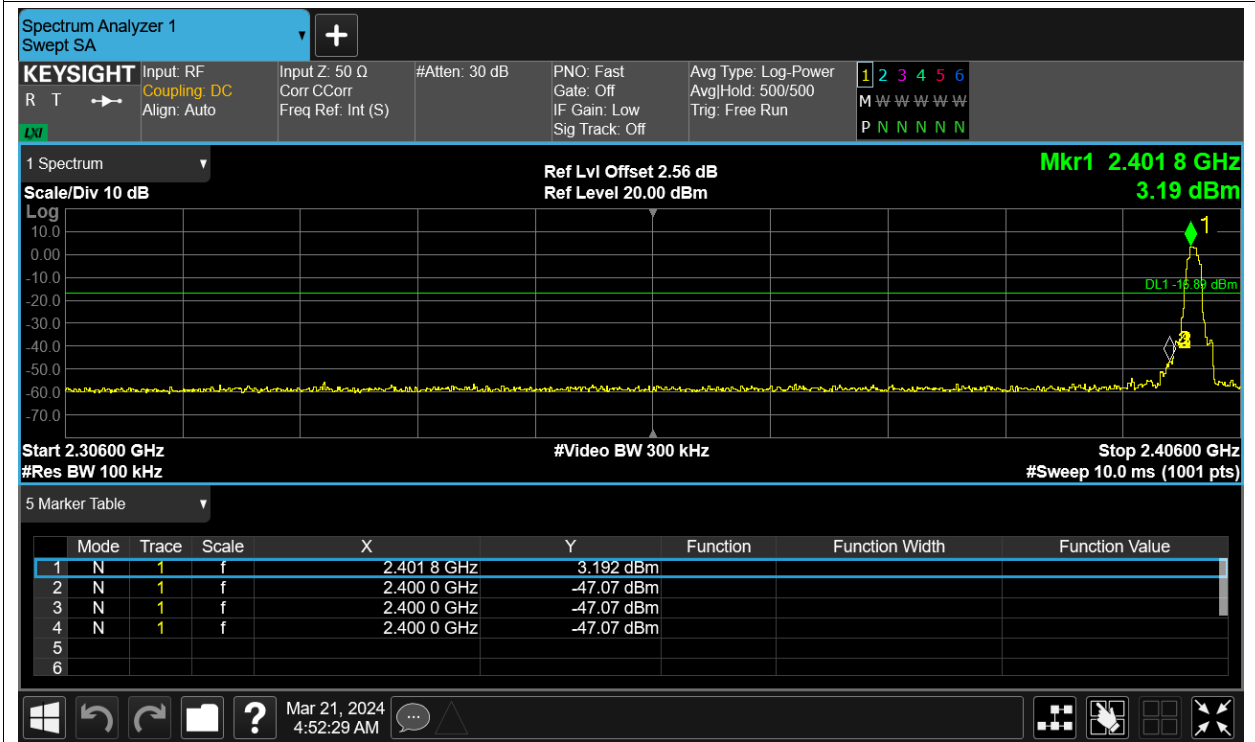 Spectrum Analyzer 1
Swept SA
+
KEYSIGHT
R T
LXI
Input: RF
Coupling: DC
Align: Auto
Input Z: 50 Ω
Corr CCorr
Freq Ref: Int (S)
#Atten: 30 dB
PNO: Fast
Gate: Off
IF Gain: Low
Sig Track: Off
Avg Type: Log-Power
Avg|Hold: 500/500
Trig: Free Run
1 2 3 4 5 6
M W W W W W
P N N N N N
1 Spectrum
Scale/Div 10 dB
Ref Lvl Offset 2.56 dB
Ref Level 20.00 dBm
Mkr1 2.401 8 GHz
3.19 dBm
Log
10.0
0.00
-10.0
-20.0
-30.0
-40.0
-50.0
-60.0
-70.0
1
DL1 -16.89 dBm
Start 2.30600 GHz
#Res BW 100 kHz
#Video BW 300 kHz
Stop 2.40600 GHz
#Sweep 10.0 ms (1001 pts)
5 Marker Table
Mode Trace Scale X Y Function Function Width Function Value
1 N 1 f 2.401 8 GHz 3.192 dBm
2 N 1 f 2.400 0 GHz -47.07 dBm
3 N 1 f 2.400 0 GHz -47.07 dBm
4 N 1 f 2.400 0 GHz -47.07 dBm
5
6
?
Mar 21, 2024
4:52:29 AM